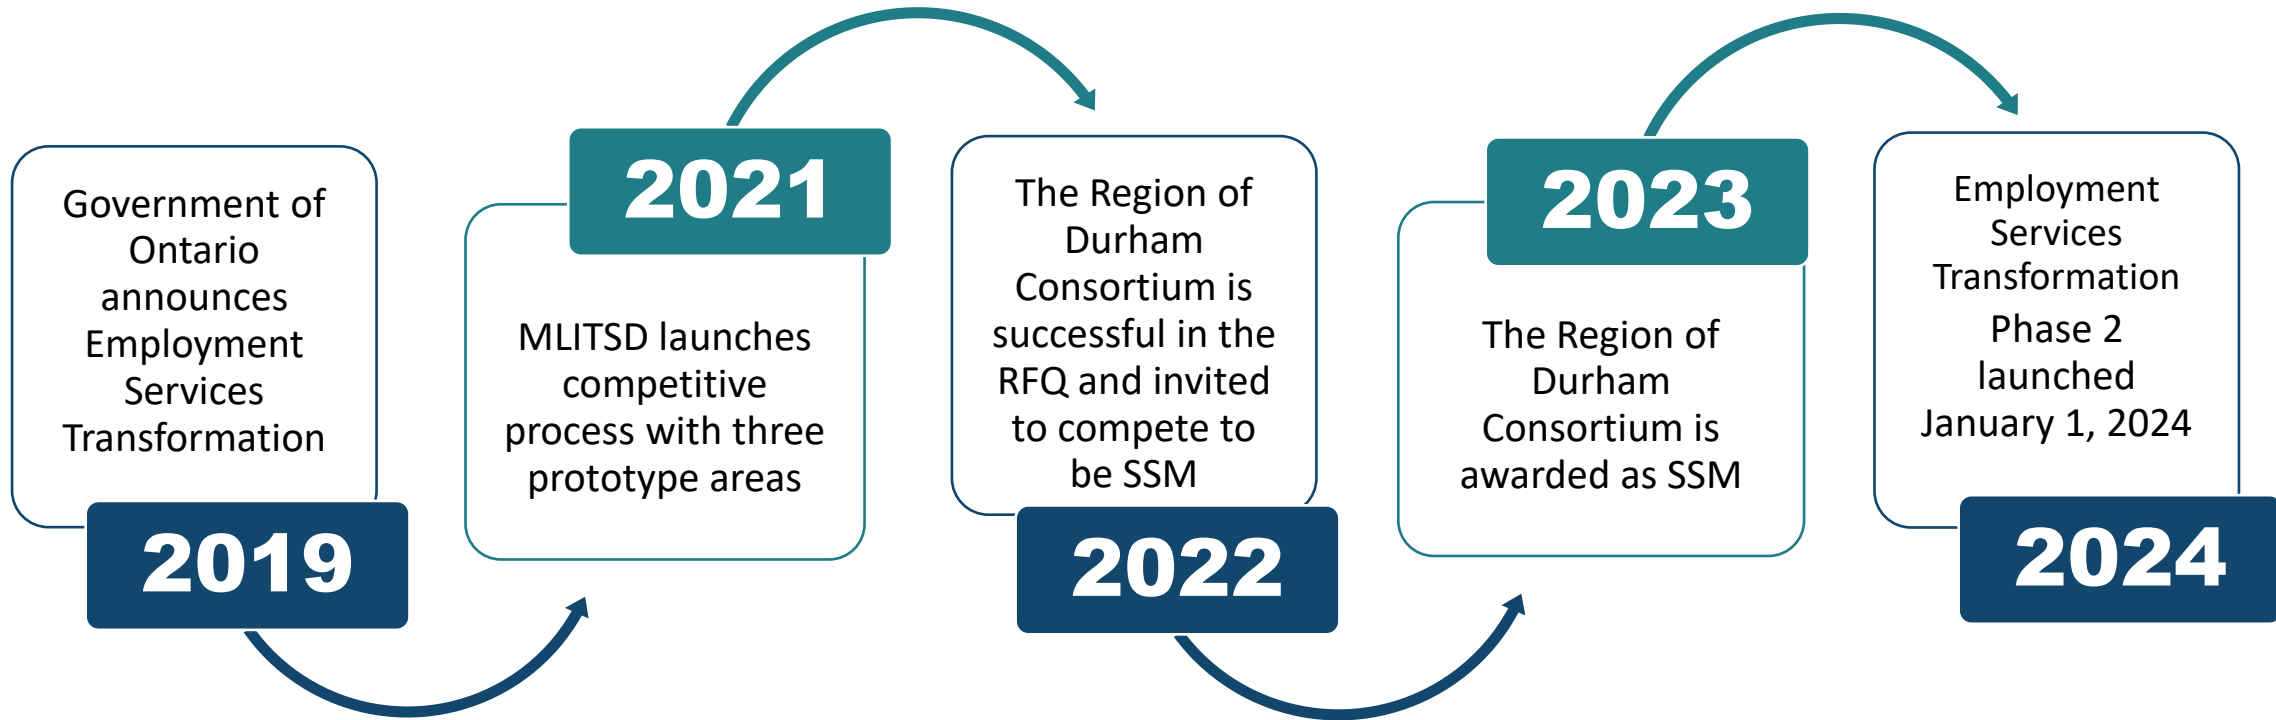 Government of
Ontario
announces
Employment
Services
Transformation
2019
2021
MLITSD launches
competitive
process with three
prototype areas
The Region of
Durham
Consortium is
successful in the
RFQ and invited
to compete to
be SSM
2022
2023
The Region of
Durham
Consortium is
awarded as SSM
Employment
Services
Transformation
Phase 2
launched
January 1, 2024
2024